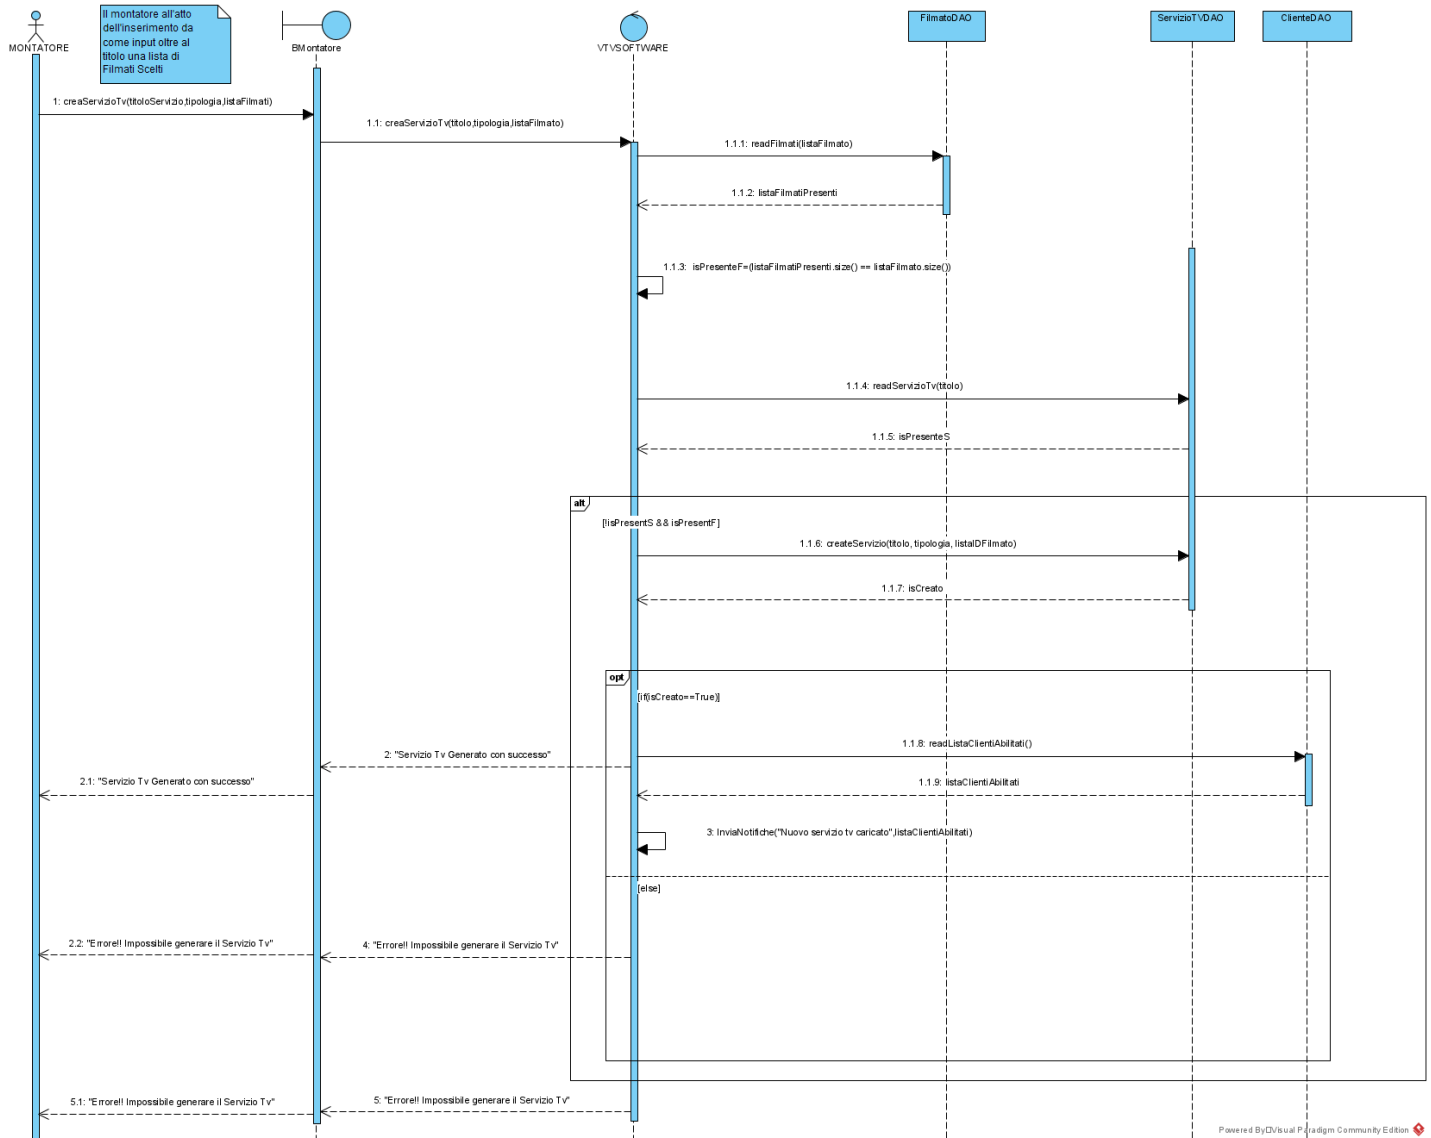 Il montatore all'atto
dell'inserimento da
come input oltre al
titolo una lista di
Filmati Scelti
MONTATORE
BMontatore
VTVSOFTWARE
FilmatoDAO
ServizioTVDAO
ClienteDAO
1: creaServizioTv(titoloServizio,tipologia,listaFilmati)
1.1: creaServizioTv(titolo,tipologia,listaFilmato)
1.1.1: readFilmati(listaFilmato)
1.1.2: listaFilmatiPresenti
1.1.3: isPresenteF=(listaFilmatiPresenti.size() == listaFilmato.size())
1.1.4: readServizioTv(titolo)
1.1.5: isPresenteS
alt
[!isPresentS && isPresentF]
1.1.6: createServizio(titolo, tipologia, listaIDFilmato)
1.1.7: isCreato
opt
[if(isCreato==True)]
1.1.8: readListaClientiAbilitati()
2: "Servizio Tv Generato con successo"
2.1: "Servizio Tv Generato con successo"
1.1.9: listaClientiAbilitati
3: InviaNotifiche("Nuovo servizio tv caricato",listaClientiAbilitati)
[else]
2.2: "Errore!! Impossibile generare il Servizio Tv"
4: "Errore!! Impossibile generare il Servizio Tv"
5.1: "Errore!! Impossibile generare il Servizio Tv"
5: "Errore!! Impossibile generare il Servizio Tv"
Powered By Visual Paradigm Community Edition